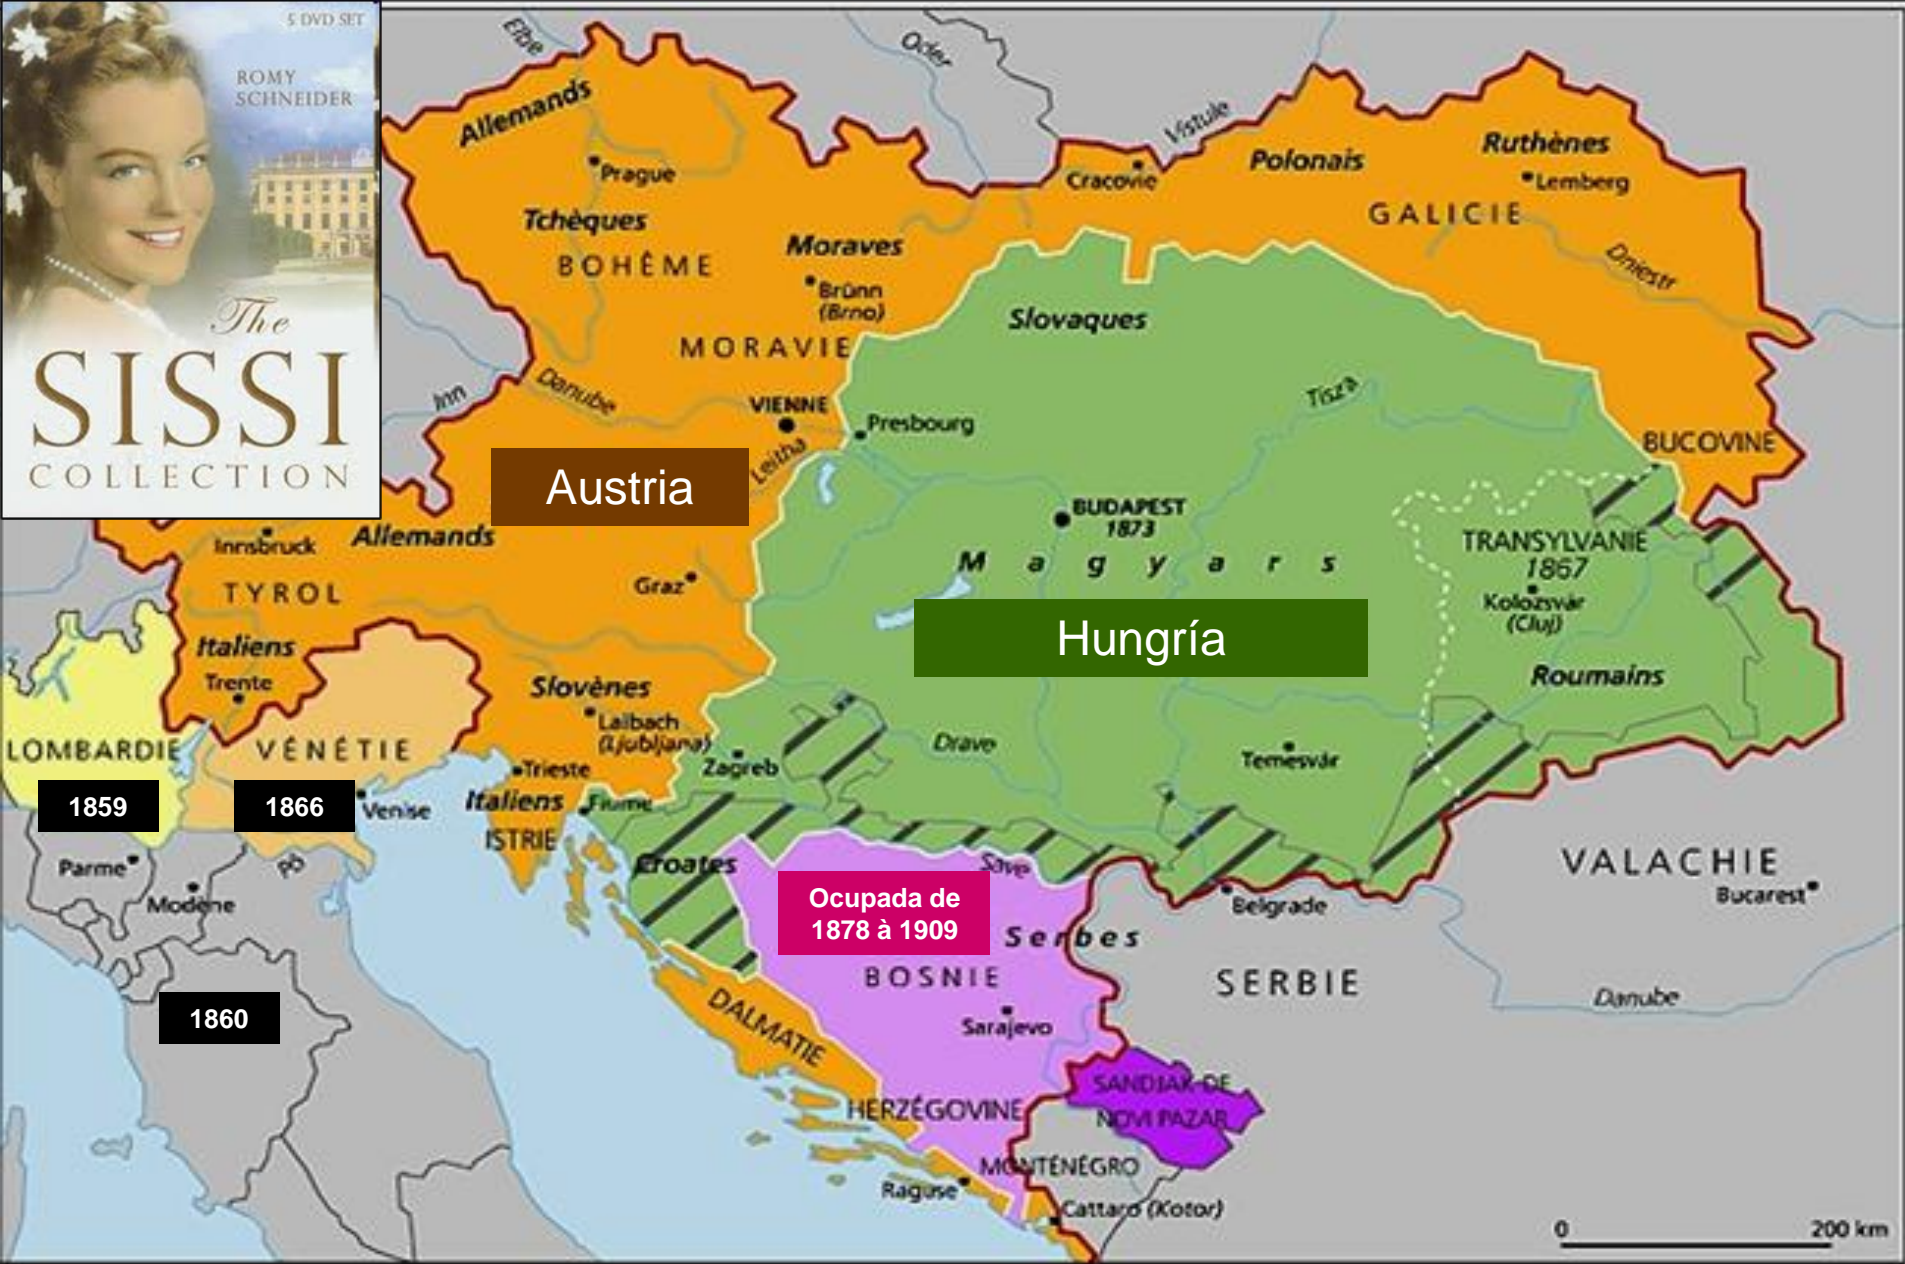 5 DVD SET
ROMY
SCHNEIDER
The
SISSI
COLLECTION
Elbe
Oder
Vistule
Allemands
Prague
Tchèques
BOHÊME
Moraves
Brünn
(Brno)
MORAVIE
Cracovie
Polonais
Ruthènes
Lemberg
GALICIE
Dniestr
Slovaques
Inn
Danube
VIENNE
Leitha
Presbourg
Tisza
BUCOVINE
Austria
BUDAPEST
1873
Magyars
TRANSYLVANIE
1867
Kolozsvár
(Cluj)
Roumains
Hungría
Innsbruck
Allemands
TYROL
Graz
Italiens
Trente
Slovènes
Laibach
(Ljubljana)
LOMBARDIE
VÉNÉTIE
1859
1866
Venise
Trieste
Italiens
ISTRIE
Fiume
Zagreb
Drave
Temesvár
Croates
Save
Parme
Modène
Pô
1860
Ocupada de
1878 à 1909
Serbes
BOSNIE
Sarajevo
Belgrade
SERBIE
VALACHIE
Bucarest
Danube
DALMATIE
HERZÉGOVINE
SANDJAK DE
NOVI PAZAR
MONTÉNÉGRO
Raguse
Cattaro (Kotor)
0
200 km